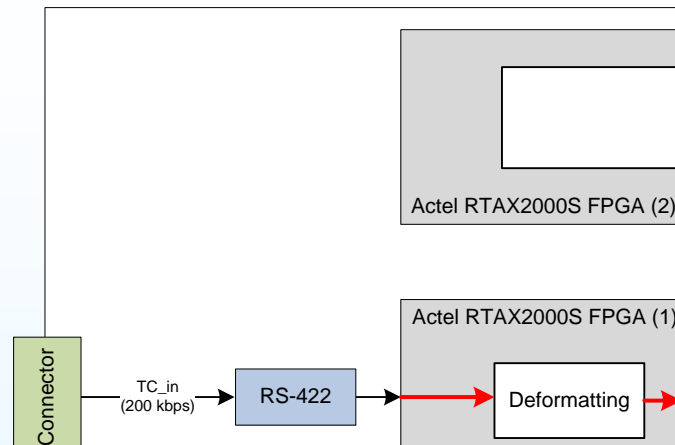 Actel RTAX2000S FPGA (2)
Actel RTAX2000S FPGA (1)
Connector
TC_in
(200 kbps)
RS-422
Deformatting